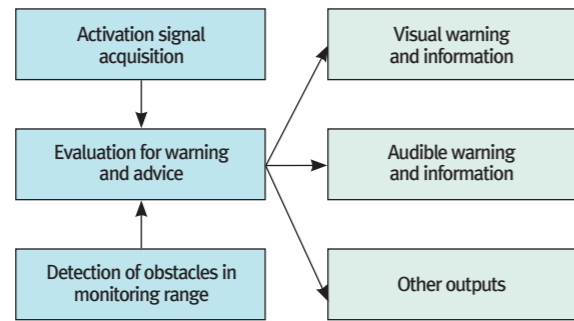 Activation signal
acquisition
Evaluation for warning
and advice
Detection of obstacles in
monitoring range
Visual warning
and information
Audible warning
and information
Other outputs